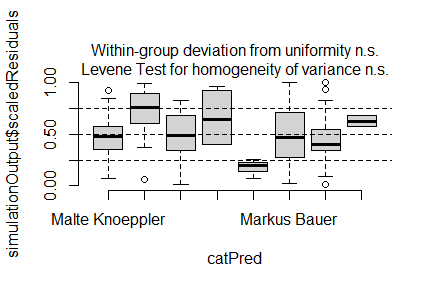 Within-group deviation from uniformity n.s.
Levene Test for homogeneity of variance n.s.
simulationOutput$scaledResiduals
1.00
0.50
0.00
Malte Knoeppler
Markus Bauer
catPred